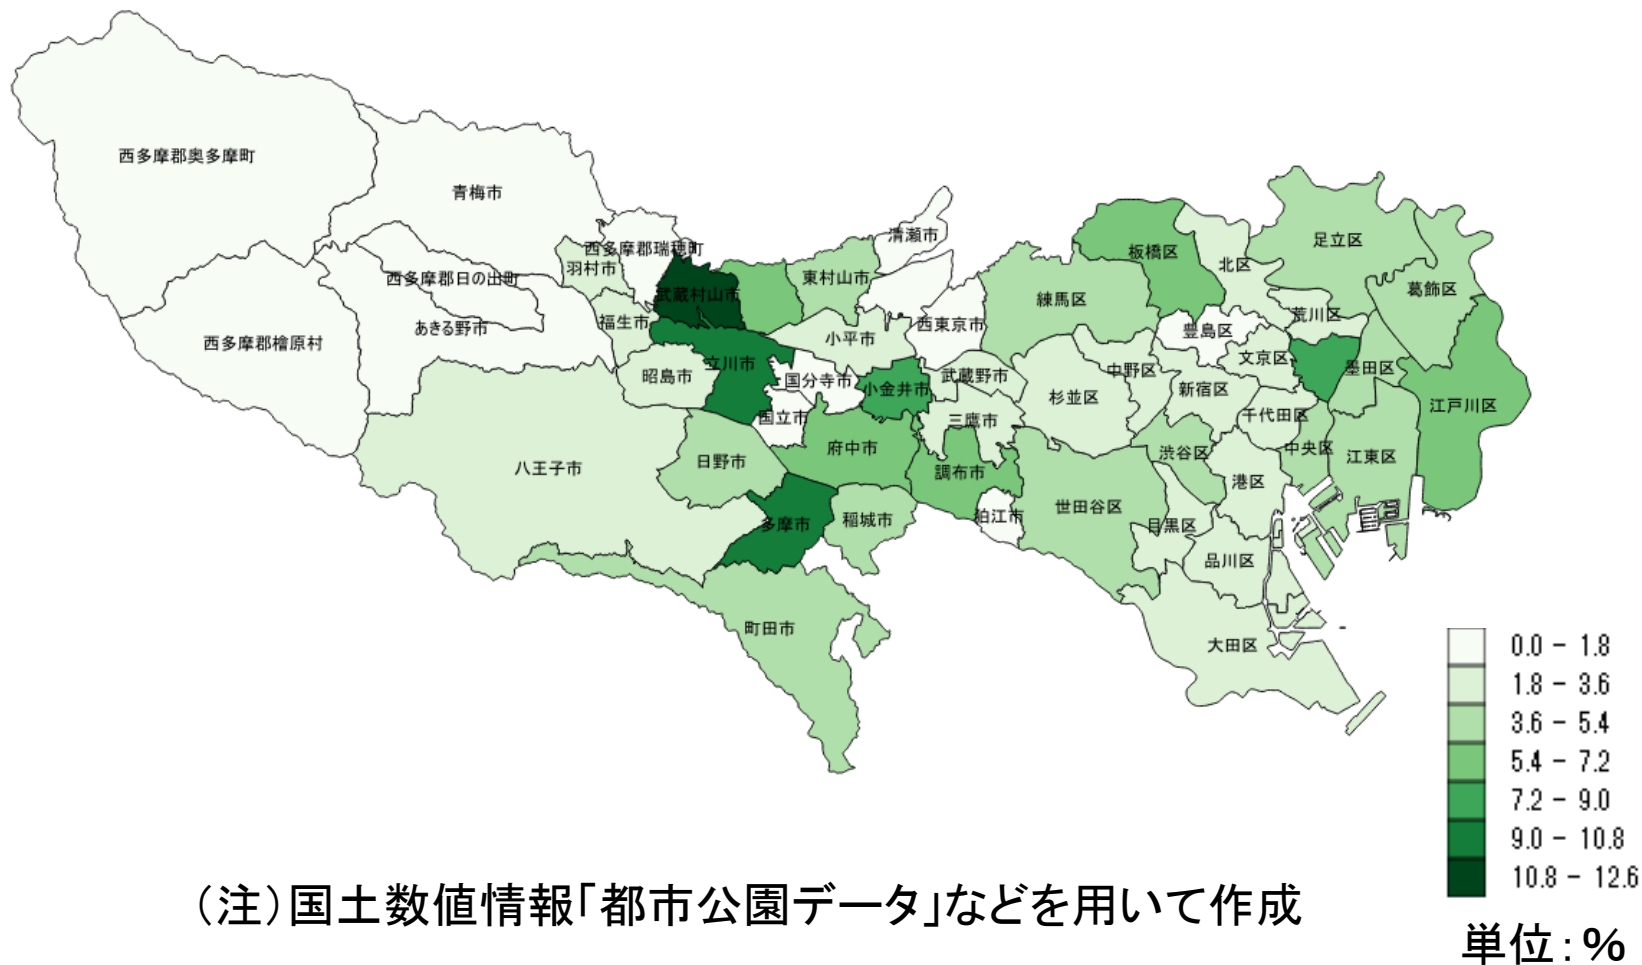 西多摩郡奥多摩町
青梅市
清瀬市
西多摩郡瑞穂町
羽村市
東村山市
板橋区
北区
足立区
西多摩郡日の出町
武蔵村山市
練馬区
葛飾区
あきる野市
福生市
小平市
西東京市
豊島区
荒川区
西多摩郡檜原村
立川市
昭島市
国分寺市
小金井市
武蔵野市
杉並区
中野区
新宿区
文京区
墨田区
江戸川区
国立市
三鷹市
千代田区
八王子市
日野市
府中市
調布市
渋谷区
中央区
江東区
多摩市
稲城市
狛江市
世田谷区
港区
目黒区
品川区
町田市
大田区
0.0 - 1.8
1.8 - 3.6
3.6 - 5.4
5.4 - 7.2
7.2 - 9.0
9.0 - 10.8
10.8 - 12.6
（注）国土数値情報「都市公園データ」などを用いて作成
単位：%